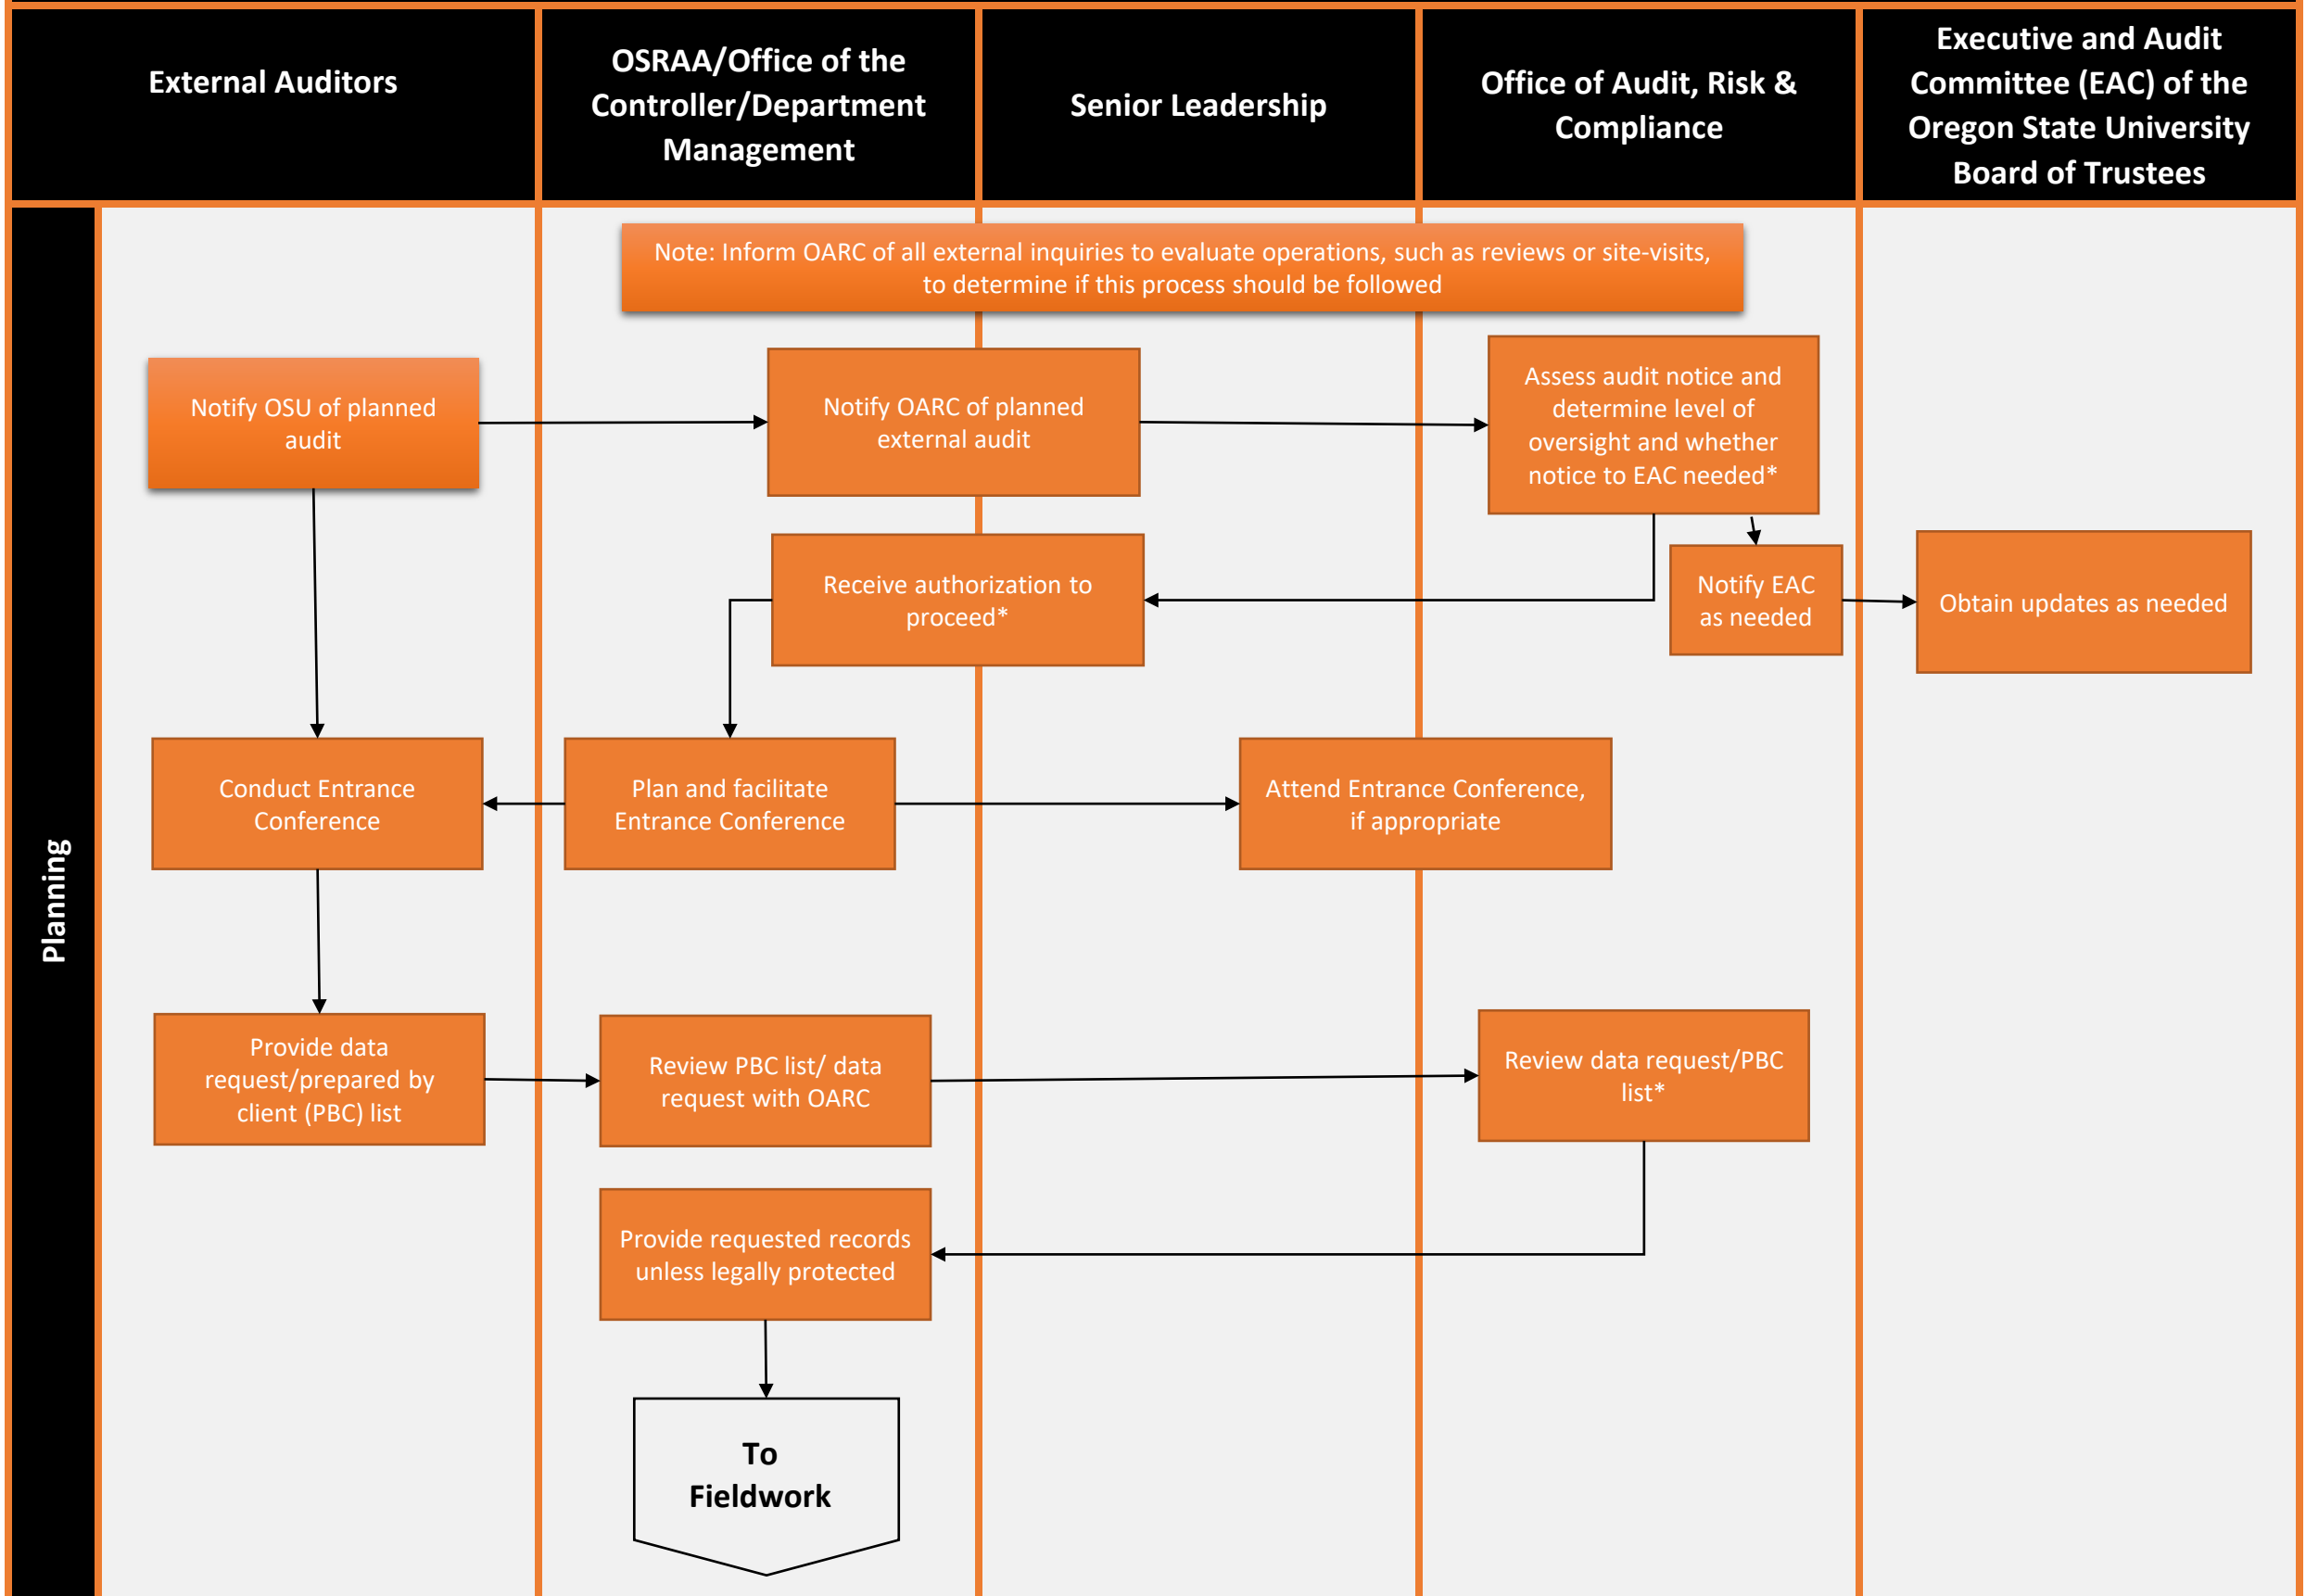 External Auditors
OSRAA/Office of the
Controller/Department
Management
Senior Leadership
Office of Audit, Risk &
Compliance
Executive and Audit
Committee (EAC) of the
Oregon State University
Board of Trustees
Planning
Note: Inform OARC of all external inquiries to evaluate operations, such as reviews or site-visits,
to determine if this process should be followed
Notify OSU of planned
audit
Notify OARC of planned
external audit
Assess audit notice and
determine level of
oversight and whether
notice to EAC needed*
Receive authorization to
proceed*
Notify EAC
as needed
Obtain updates as needed
Conduct Entrance
Conference
Plan and facilitate
Entrance Conference
Attend Entrance Conference,
if appropriate
Provide data
request/prepared by
client (PBC) list
Review PBC list/ data
request with OARC
Review data request/PBC
list*
Provide requested records
unless legally protected
To
Fieldwork